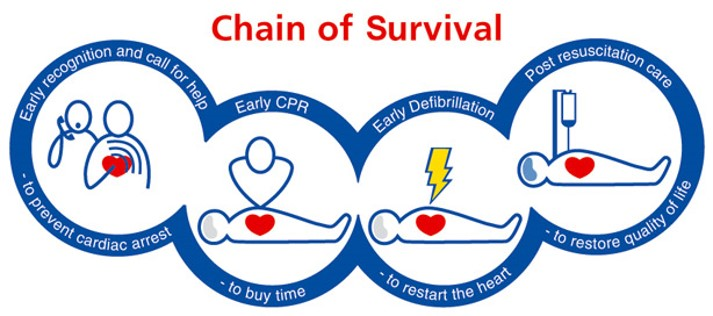 Chain of Survival
Early recognition and call for help
- to prevent cardiac arrest
Early CPR
- to buy time
Early Defibrillation
- to restart the heart
Post resuscitation care
- to restore quality of life